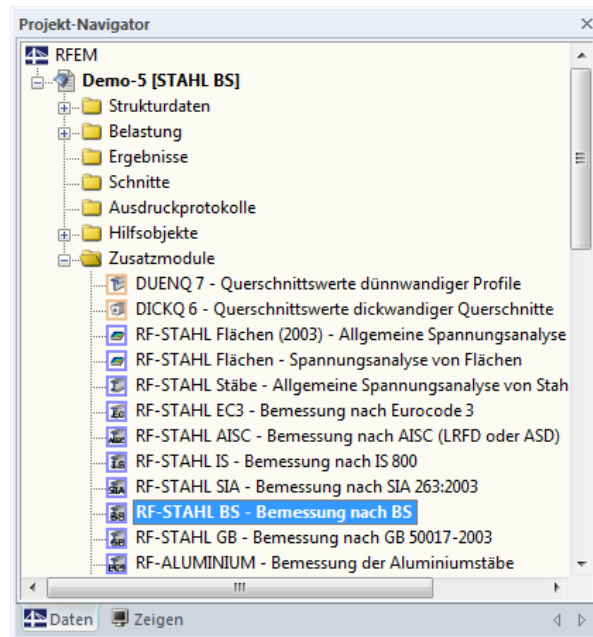 Projekt-Navigator
RFEM
Demo-5 [STAHL BS]
Strukturdaten
Belastung
Ergebnisse
Schnitte
Ausdruckprotokolle
Hilfsobjekte
Zusatzmodule
DUENQ 7 - Querschnittswerte dünnwandiger Profile
DICKQ 6 - Querschnittswerte dickwandiger Querschnitte
RF-STAHL Flächen (2003) - Allgemeine Spannungsanalyse
RF-STAHL Flächen - Spannungsanalyse von Flächen
RF-STAHL Stäbe - Allgemeine Spannungsanalyse von Stah
RF-STAHL EC3 - Bemessung nach Eurocode 3
RF-STAHL AISC - Bemessung nach AISC (LRFD oder ASD)
RF-STAHL IS - Bemessung nach IS 800
RF-STAHL SIA - Bemessung nach SIA 263:2003
RF-STAHL BS - Bemessung nach BS
RF-STAHL GB - Bemessung nach GB 50017-2003
RF-ALUMINIUM - Bemessung der Aluminiumstäbe
Daten Zeigen